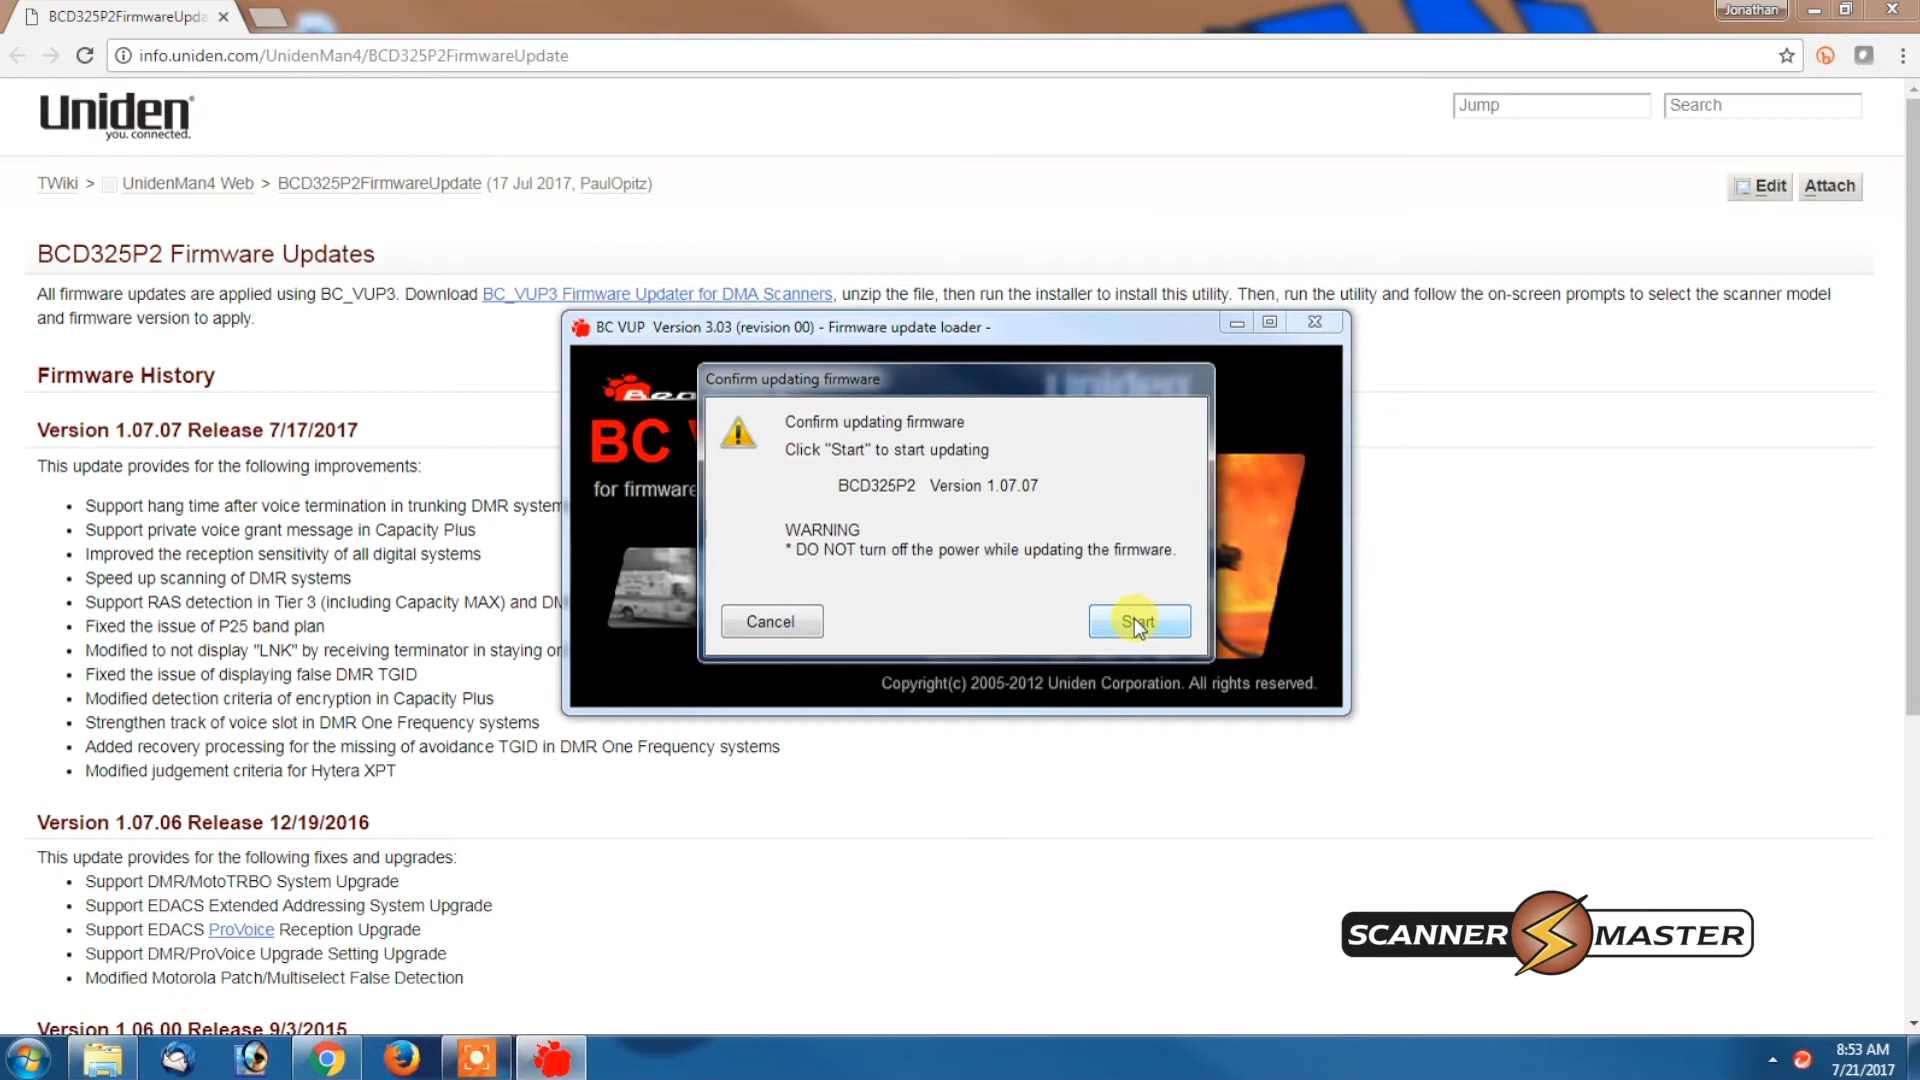 BCD325P2FirmwareUpda
Jonathan
info.uniden.com/UnidenMan4/BCD325P2FirmwareUpdate
Uniden
you. connected.
Jump
Search
TWiki > UnidenMan4 Web > BCD325P2FirmwareUpdate (17 Jul 2017, PaulOpitz)
Edit
Attach
BCD325P2 Firmware Updates
All firmware updates are applied using BC_VUP3. Download BC_VUP3 Firmware Updater for DMA Scanners, unzip the file, then run the installer to install this utility. Then, run the utility and follow the on-screen prompts to select the scanner model
and firmware version to apply.
BC VUP Version 3.03 (revision 00) - Firmware update loader -
Confirm updating firmware
Confirm updating firmware
Click "Start" to start updating
BCD325P2 Version 1.07.07
WARNING
* DO NOT turn off the power while updating the firmware.
Cancel
Start
BC
for firmware
Copyright(c) 2005-2012 Uniden Corporation. All rights reserved.
Firmware History
Version 1.07.07 Release 7/17/2017
This update provides for the following improvements:
• Support hang time after voice termination in trunking DMR system
• Support private voice grant message in Capacity Plus
• Improved the reception sensitivity of all digital systems
• Speed up scanning of DMR systems
• Support RAS detection in Tier 3 (including Capacity MAX) and DM
• Fixed the issue of P25 band plan
• Modified to not display "LNK" by receiving terminator in staying on
• Fixed the issue of displaying false DMR TGID
• Modified detection criteria of encryption in Capacity Plus
• Strengthen track of voice slot in DMR One Frequency systems
• Added recovery processing for the missing of avoidance TGID in DMR One Frequency systems
• Modified judgement criteria for Hytera XPT
Version 1.07.06 Release 12/19/2016
This update provides for the following fixes and upgrades:
• Support DMR/MotoTRBO System Upgrade
• Support EDACS Extended Addressing System Upgrade
• Support EDACS ProVoice Reception Upgrade
• Support DMR/ProVoice Upgrade Setting Upgrade
• Modified Motorola Patch/Multiselect False Detection
Version 1.06.00 Release 9/3/2015
SCANNER MASTER
8:53 AM
7/21/2017